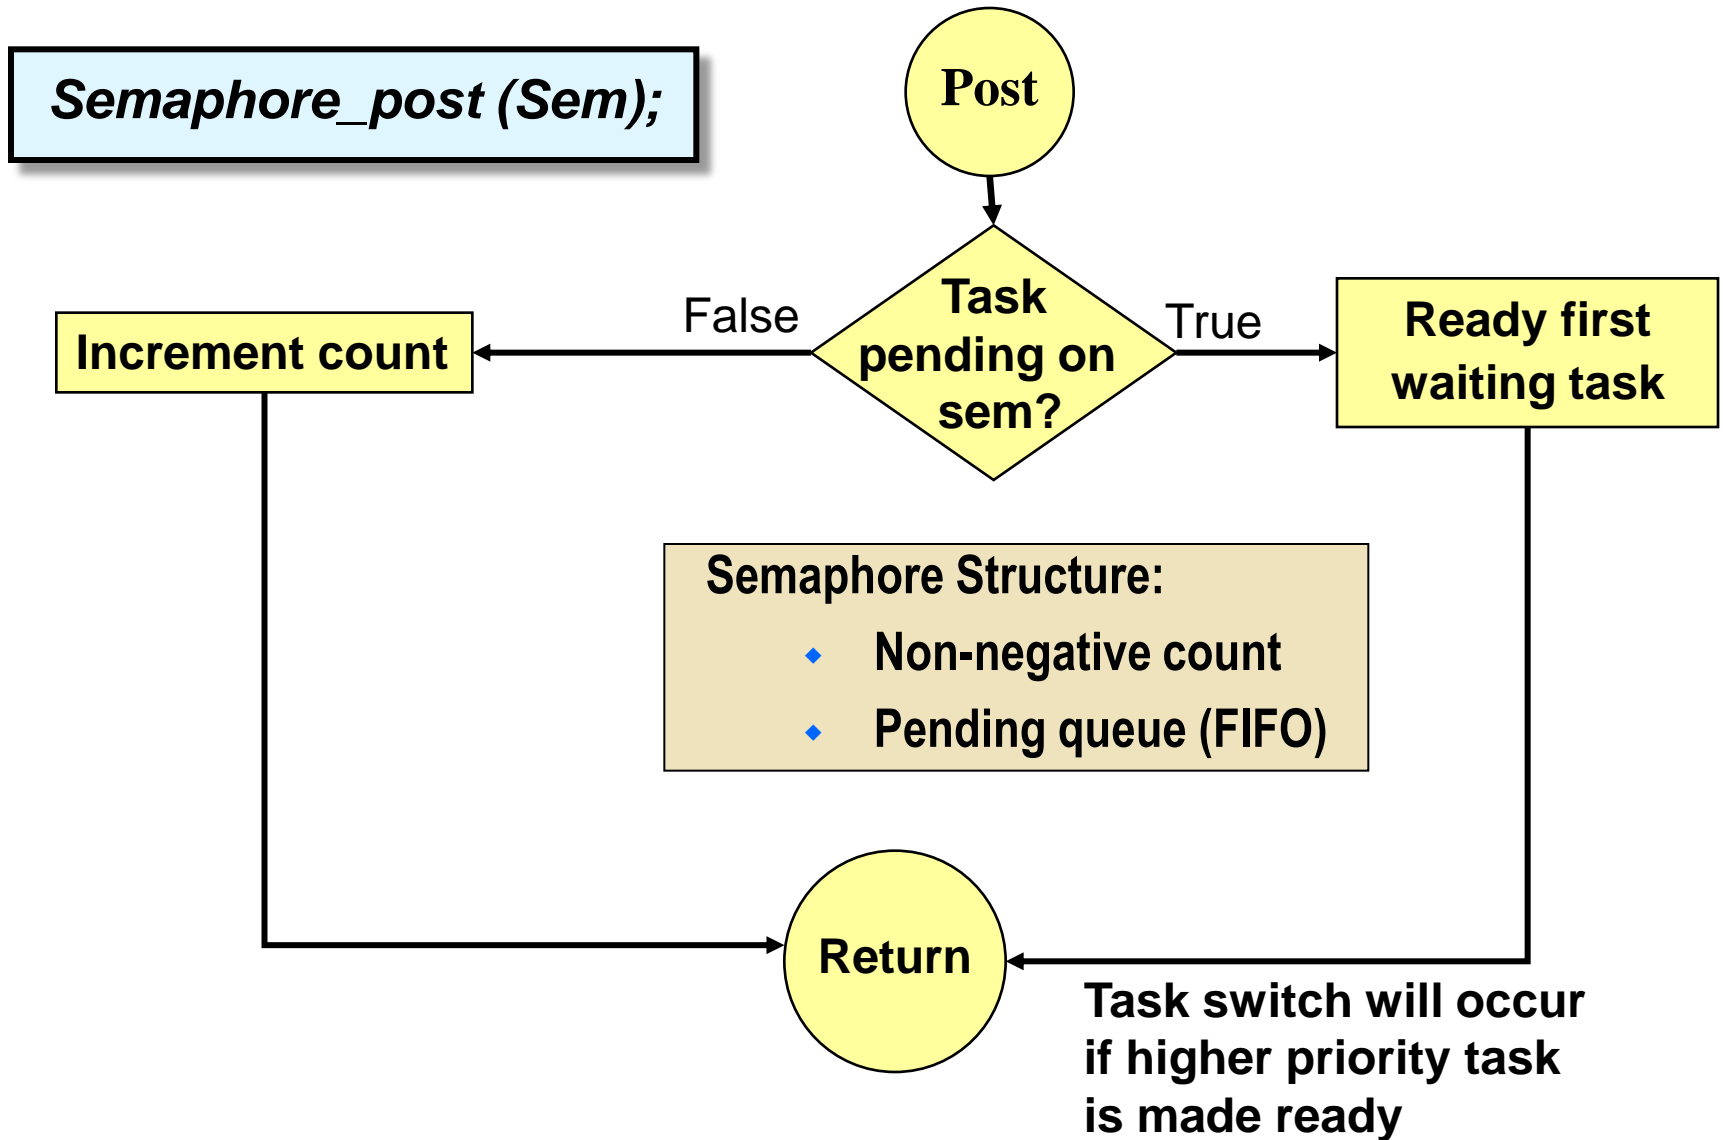 Semaphore_post (Sem);
Post
Task
pending on
sem?
False
True
Increment count
Ready first
waiting task
Semaphore Structure:
Non-negative count
Pending queue (FIFO)
Return
Task switch will occur
if higher priority task
is made ready